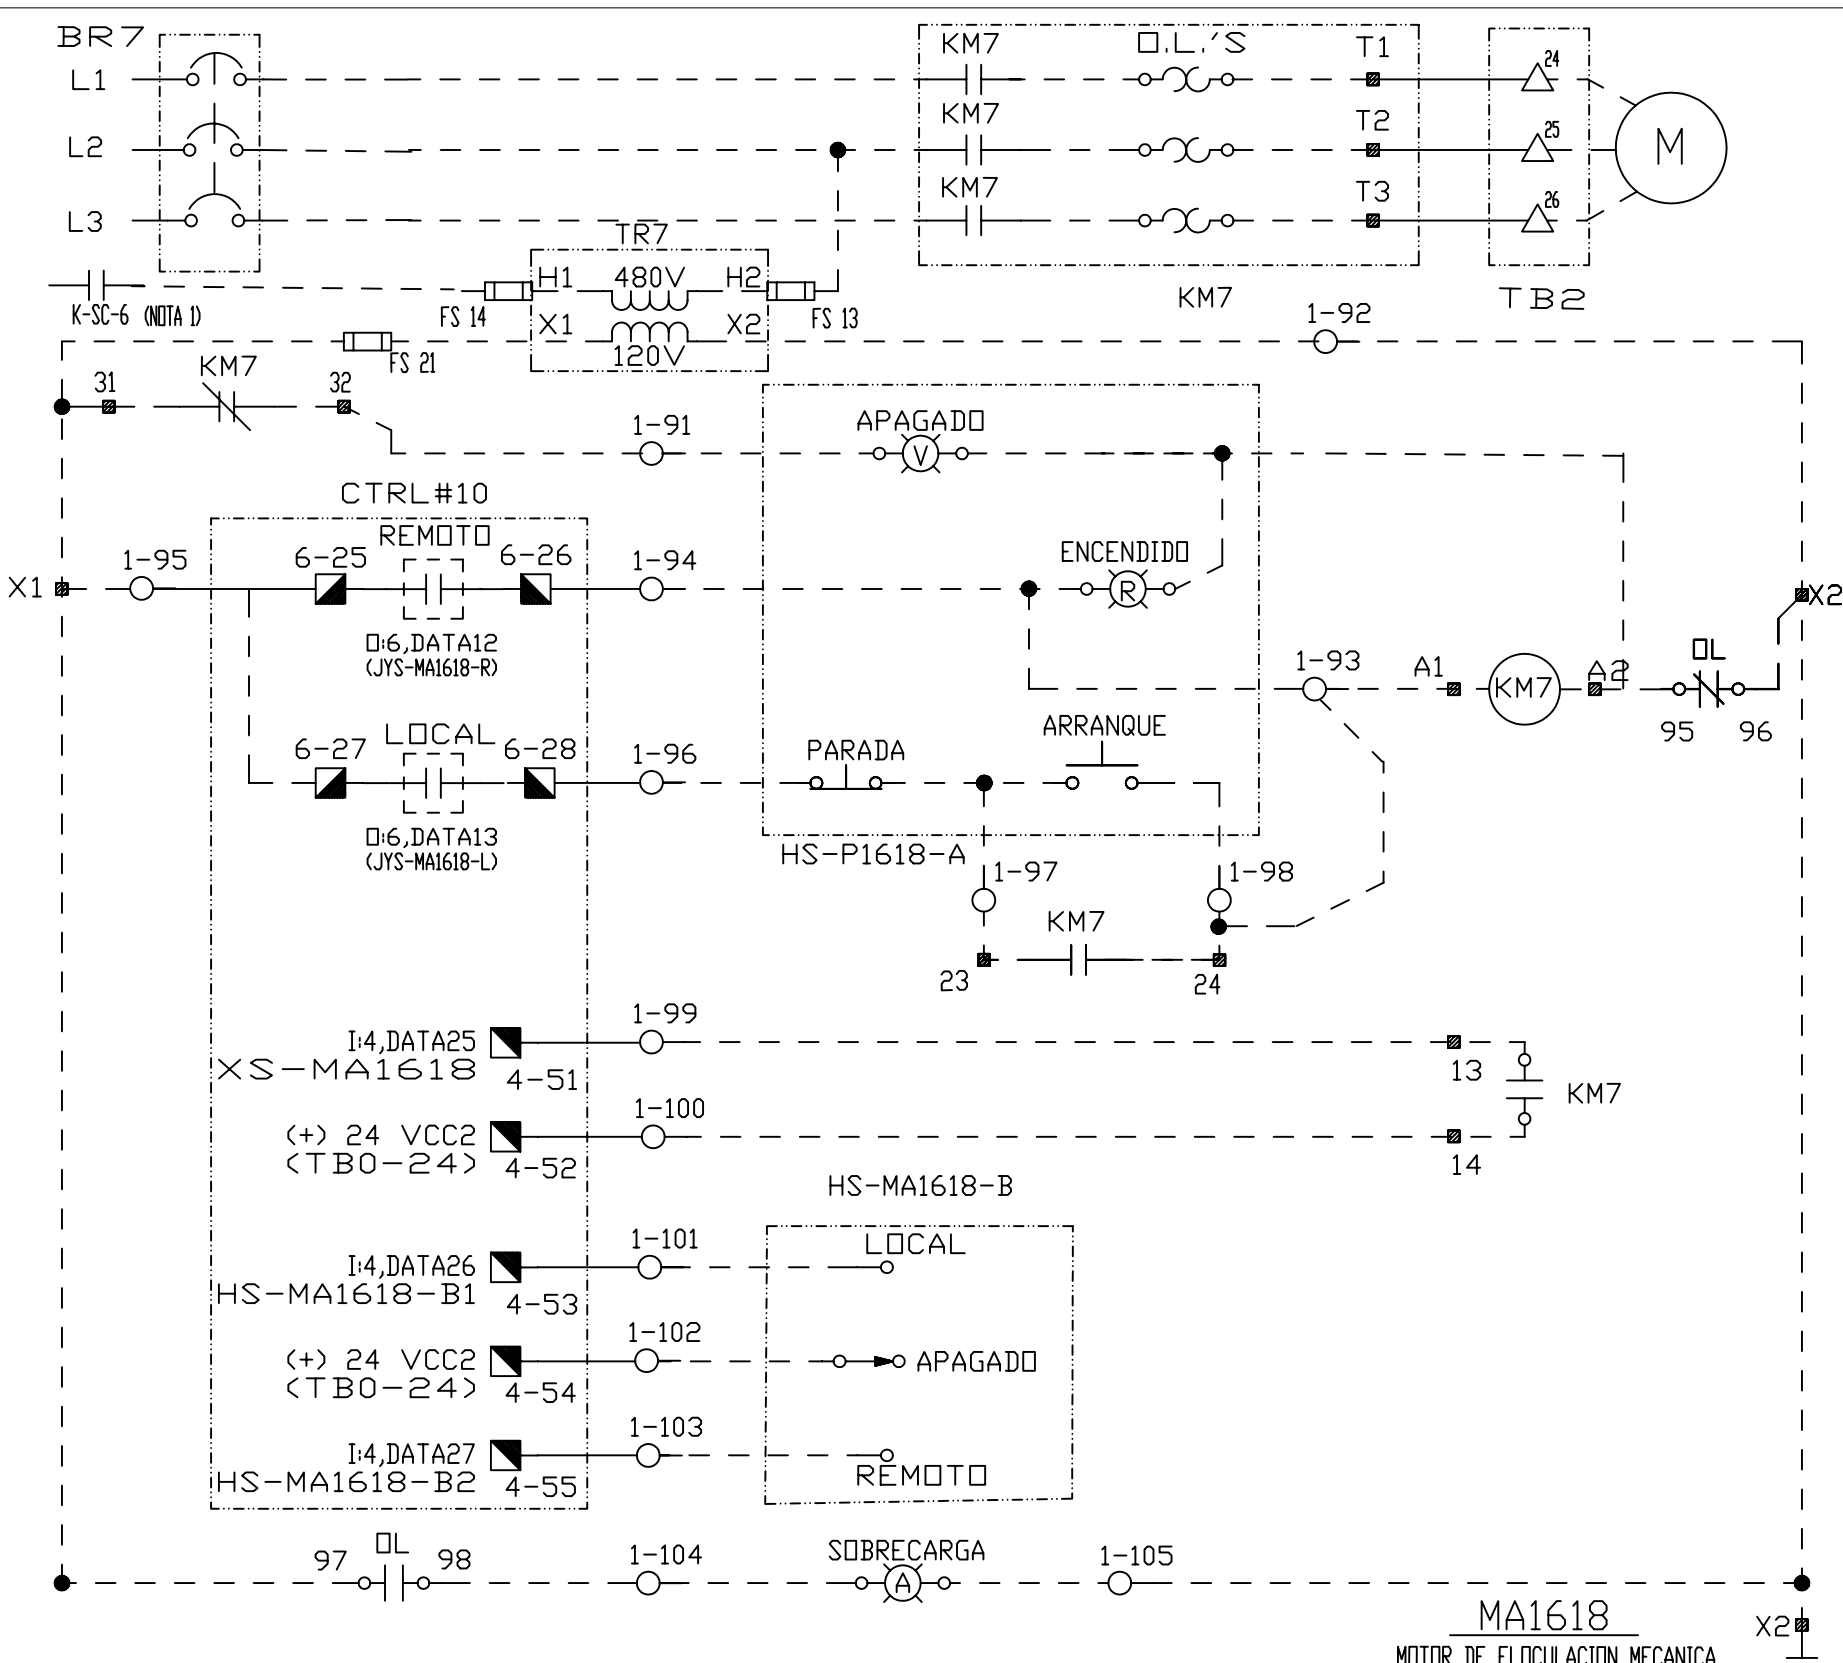 BR7
KM7
O.L.'S
T1
24
L1
KM7
T2
25
L2
M
KM7
T3
26
L3
TR7
H1
480V
H2
K-SC-6 (NOTA 1)
FS 14
FS 13
KM7
TB2
X1
120V
X2
1-92
FS 21
31
KM7
32
1-91
APAGADO
V
CTRL#10
REMOTO
1-95
6-25
6-26
1-94
ENCENDIDO
R
X1
X2
O:6,DATA12
(JYS-MA1618-R)
1-93
A1
KM7
A2
OL
95
96
LOCAL
6-27
6-28
1-96
PARADA
ARRANQUE
O:6,DATA13
(JYS-MA1618-L)
HS-P1618-A
1-97
1-98
KM7
23
24
I:4,DATA25
XS-MA1618
4-51
1-99
13
KM7
1-100
(+) 24 VCC2
(TB0-24)
4-52
14
HS-MA1618-B
I:4,DATA26
HS-MA1618-B1
4-53
1-101
LOCAL
(+) 24 VCC2
(TB0-24)
4-54
1-102
APAGADO
I:4,DATA27
HS-MA1618-B2
4-55
1-103
REMOTO
97
OL
98
1-104
SOBRECARGA
A
1-105
MA1618
X2
MOTOR DE FLOCULACION MECANICA